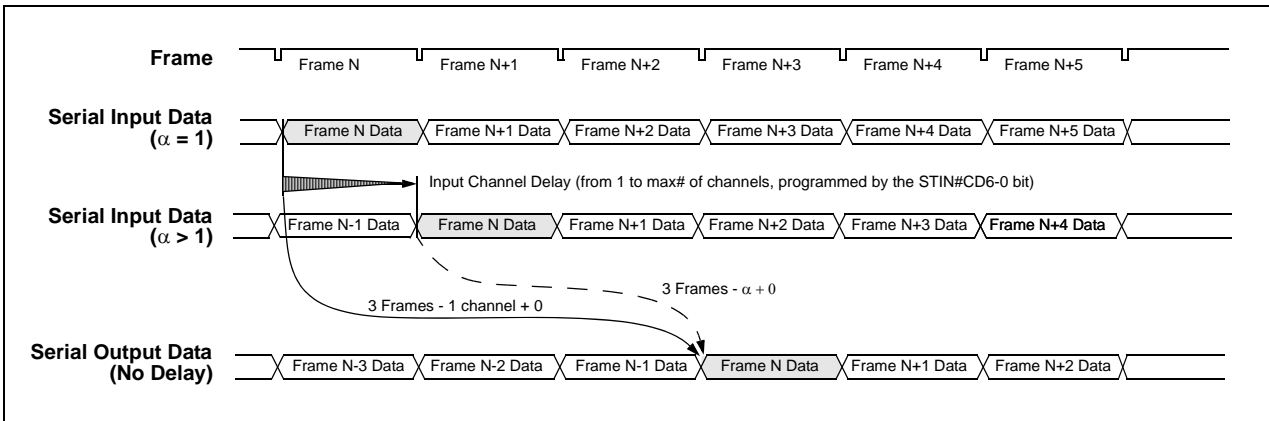 Frame
Frame N Frame N+1 Frame N+2 Frame N+3 Frame N+4 Frame N+5
Serial Input Data
(α = 1)
Frame N Data Frame N+1 Data Frame N+2 Data Frame N+3 Data Frame N+4 Data Frame N+5 Data
Input Channel Delay (from 1 to max# of channels, programmed by the STIN#CD6-0 bit)
Serial Input Data
(α > 1)
Frame N-1 Data Frame N Data Frame N+1 Data Frame N+2 Data Frame N+3 Data Frame N+4 Data
3 Frames - α + 0
3 Frames - 1 channel + 0
Serial Output Data
(No Delay)
Frame N-3 Data Frame N-2 Data Frame N-1 Data Frame N Data Frame N+1 Data Frame N+2 Data